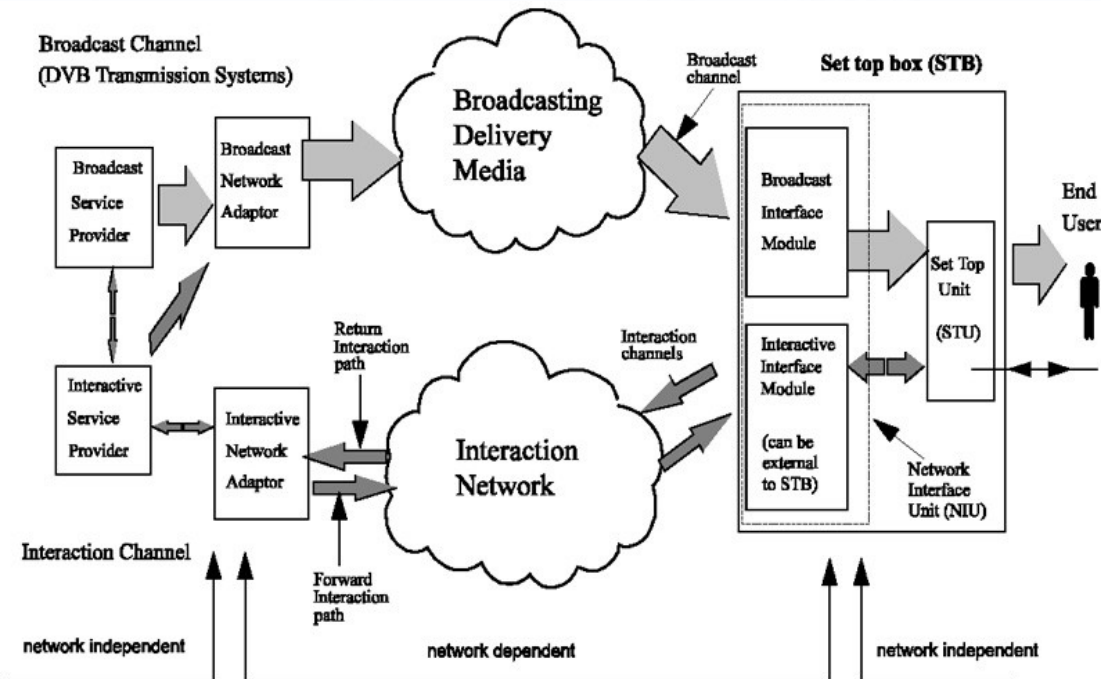 Broadcast Channel
(DVB Transmission Systems)
Broadcast
Service
Provider
Broadcast
Network
Adaptor
Broadcasting
Delivery
Media
Broadcast
channel
Set top box (STB)
Broadcast
Interface
Module
Set Top
Unit
(STU)
End
User
Interactive
Service
Provider
Interactive
Network
Adaptor
Return
Interaction
path
Interaction
Network
Interaction
channels
Interactive
Interface
Module
(can be
external
to STB)
Network
Interface
Unit (NIU)
Interaction Channel
Forward
Interaction
path
network independent
network dependent
network independent